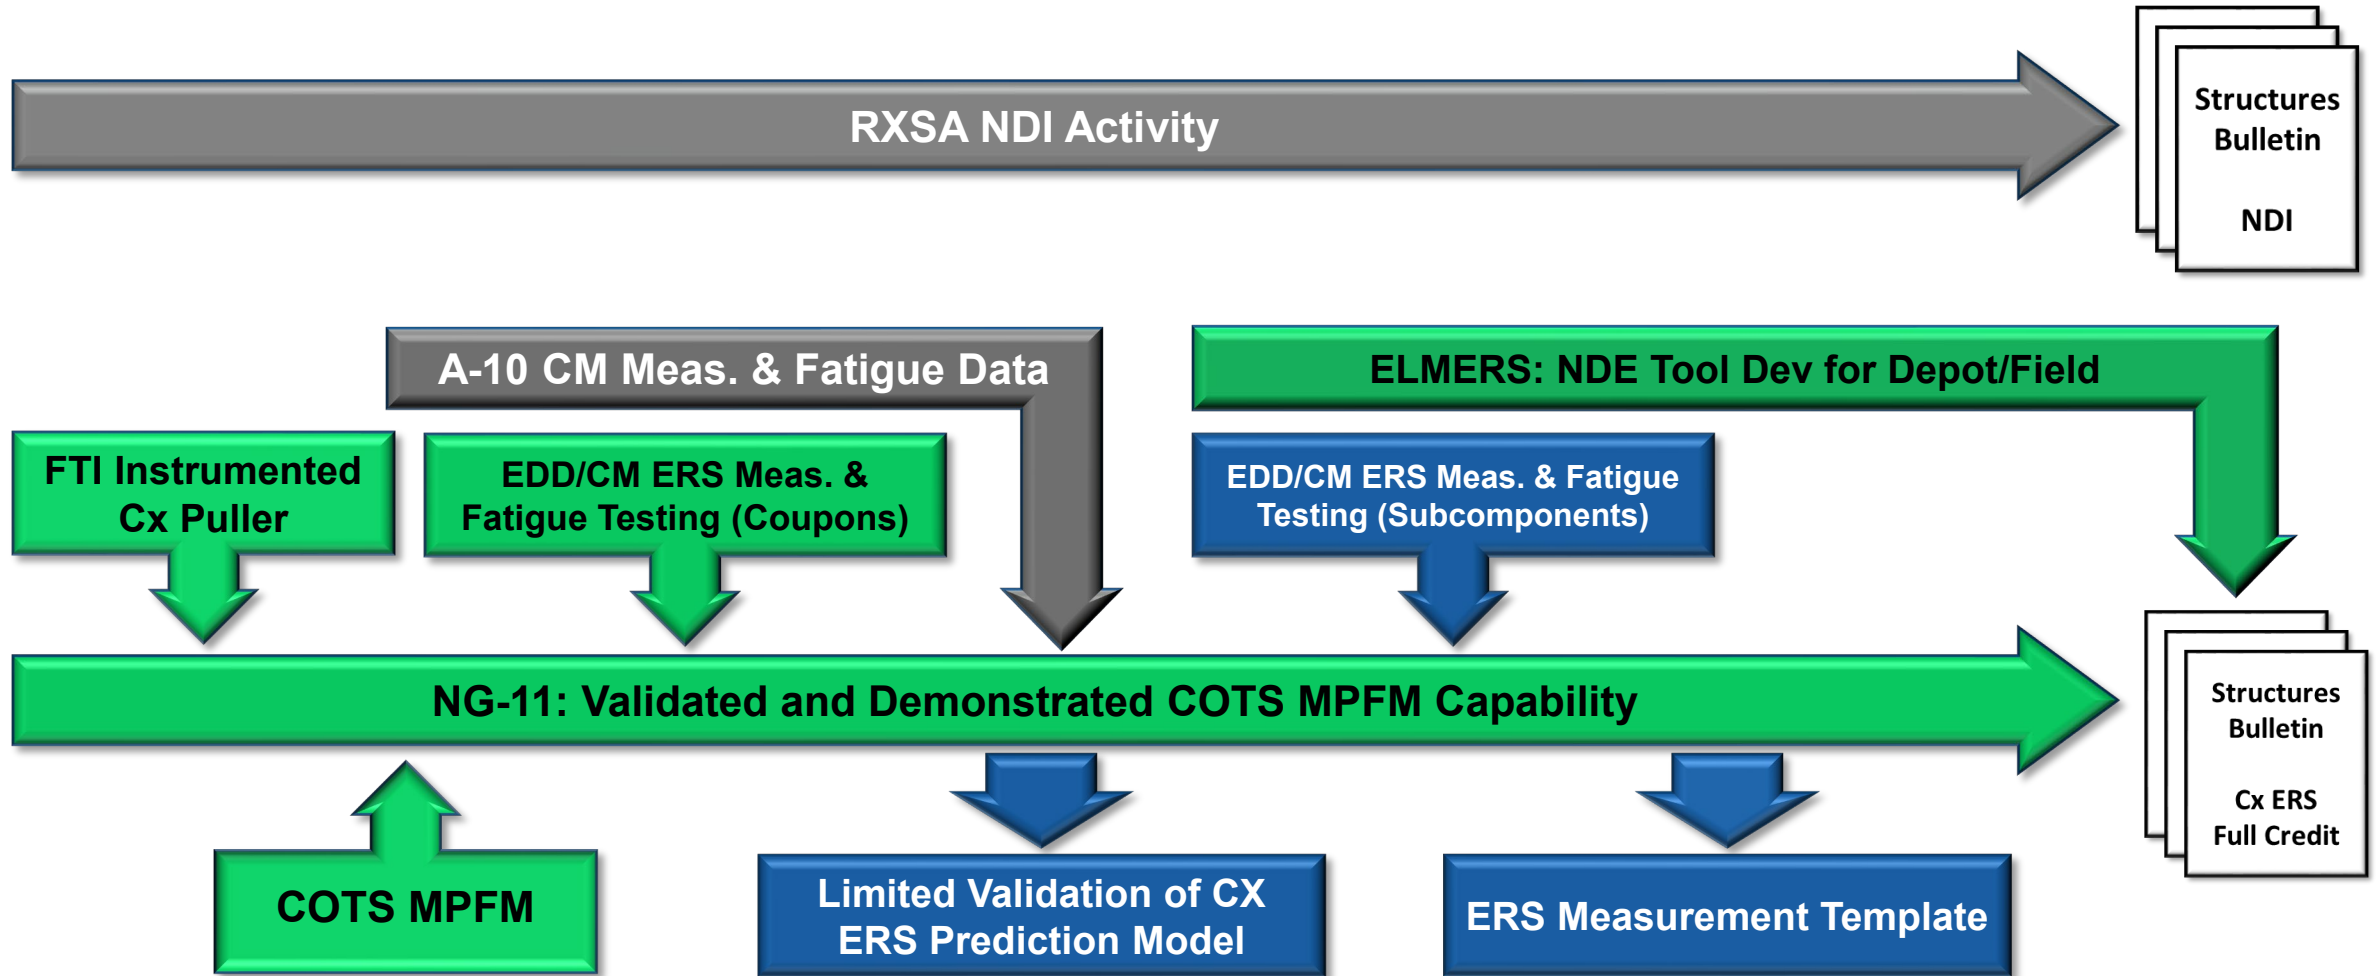 RXSA NDI Activity
Structures
Bulletin
NDI
A-10 CM Meas. & Fatigue Data
ELMERS: NDE Tool Dev for Depot/Field
FTI Instrumented
Cx Puller
EDD/CM ERS Meas. &
Fatigue Testing (Coupons)
EDD/CM ERS Meas. & Fatigue
Testing (Subcomponents)
NG-11: Validated and Demonstrated COTS MPFM Capability
Structures
Bulletin
Cx ERS
Full Credit
COTS MPFM
Limited Validation of CX
ERS Prediction Model
ERS Measurement Template